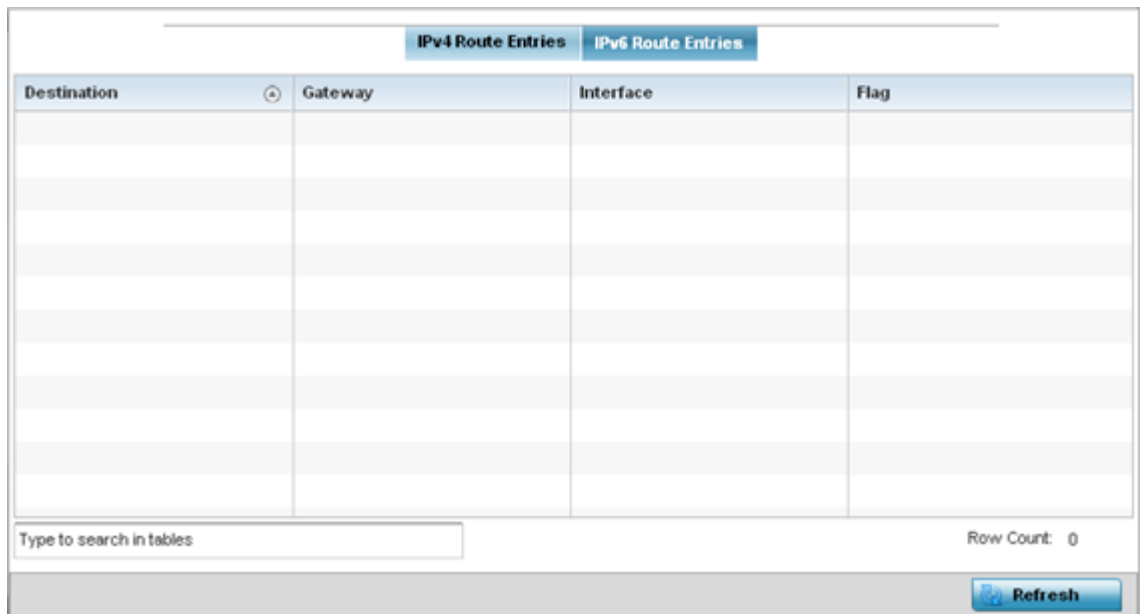 IPv4 Route Entries IPv6 Route Entries
Destination Gateway Interface Flag
Type to search in tables Row Count: 0
Refresh